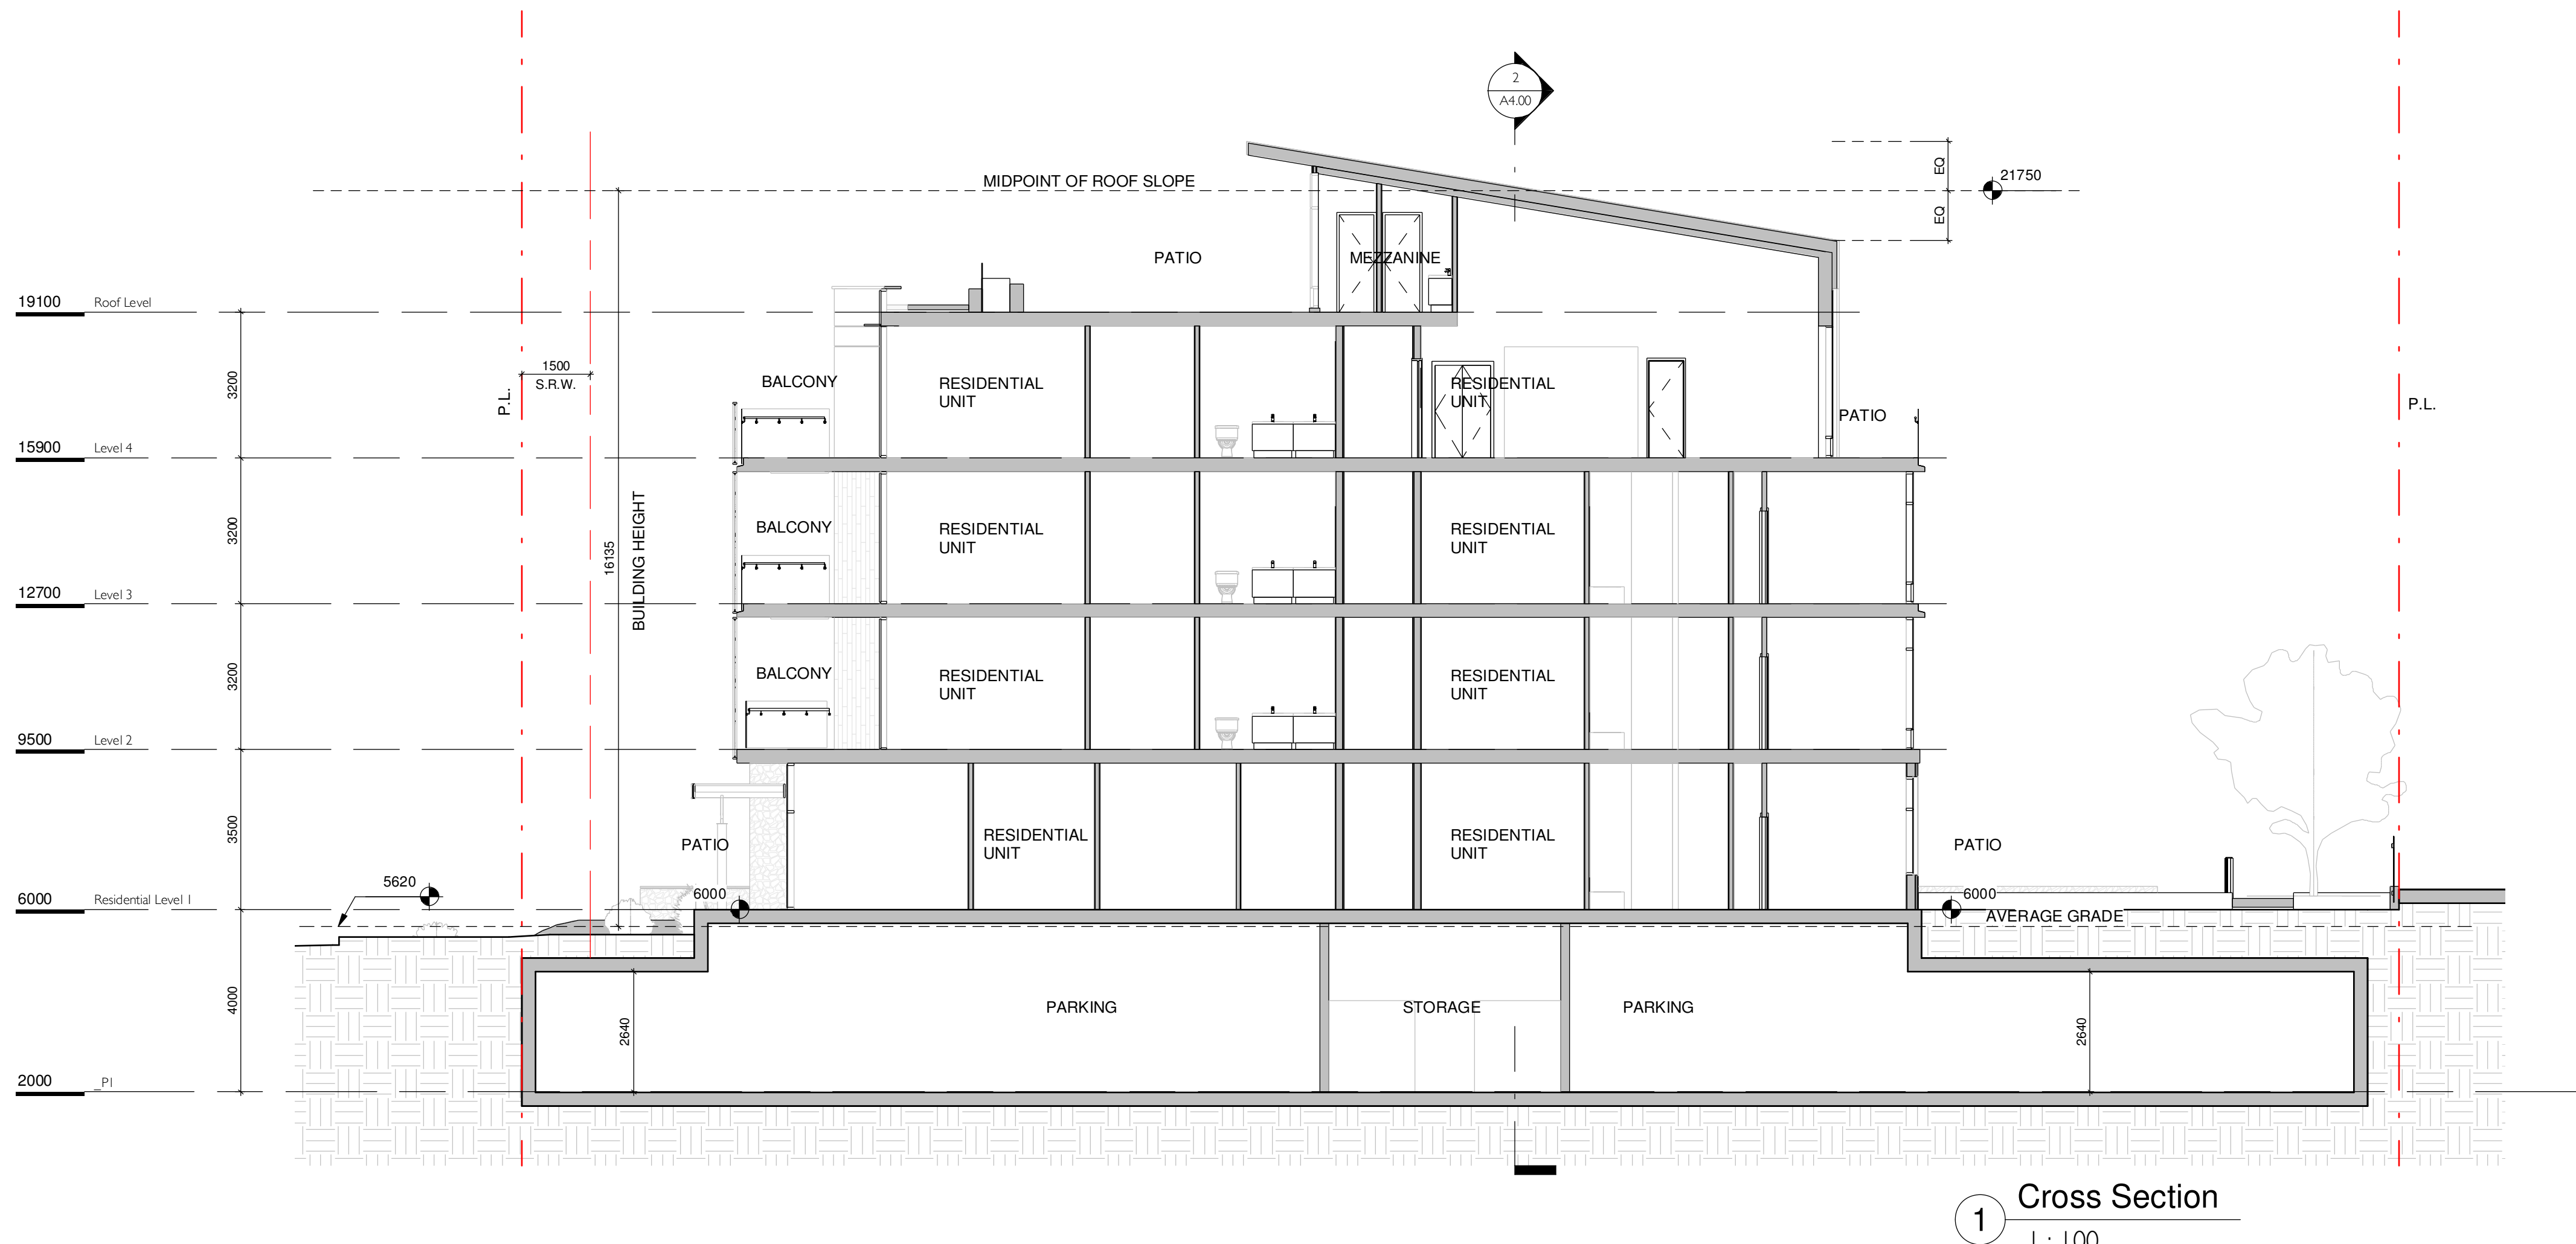 2
A4.00
MIDPOINT OF ROOF SLOPE
EQ
21750
EQ
PATIO
MEZZANINE
19100 Roof Level
1500
S.R.W.
P.L.
3200
BALCONY
RESIDENTIAL
UNIT
RESIDENTIAL
UNIT
PATIO
P.L.
15900 Level 4
3200
16135
BUILDING HEIGHT
BALCONY
RESIDENTIAL
UNIT
RESIDENTIAL
UNIT
12700 Level 3
3200
BALCONY
RESIDENTIAL
UNIT
RESIDENTIAL
UNIT
9500 Level 2
3500
PATIO
RESIDENTIAL
UNIT
RESIDENTIAL
UNIT
PATIO
5620
6000
6000
6000 Residential Level 1
AVERAGE GRADE
4000
2640
PARKING
STORAGE
PARKING
2640
2000 _P1
1
Cross Section
1 : 100